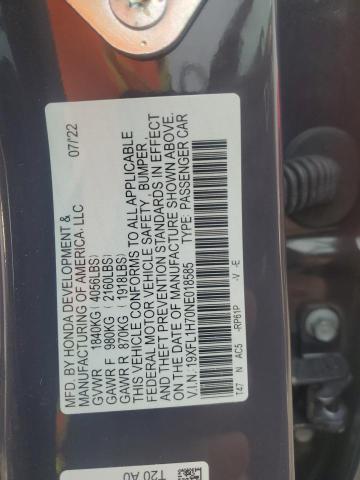 MFD. BY HONDA DEVELOPMENT & 07/'22
MANUFACTURING OF AMERICA, LLC
GVWR 1840KG(4056LBS)
GAWR F 980KG (2160LBS)
GAWR R 870KG (1918LBS)
THIS VEHICLE CONFORMS TO ALL APPLICABLE
FEDERAL MOTOR VEHICLE SAFETY , BUMPER ,
AND THEFT PREVENTION STANDARDS IN EFFECT
ON THE DATE OF MANUFACTURE SHOWN ABOVE.
V.I.N: 19XFL1H70NE018585 TYPE: PASSENGER CAR
T47 N AC5 -RP61P -V -E
T20 A0